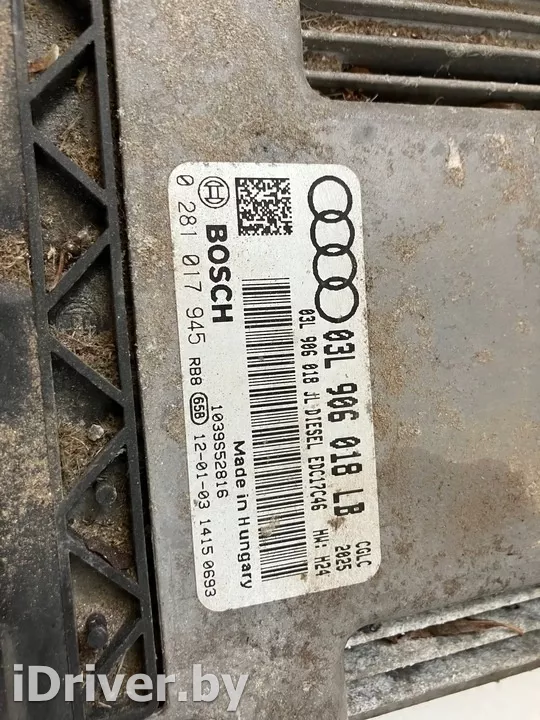 03L 906 018 LB
CGLC
03L 906 018 JL DIESEL EDC17C46
2025
HW: H24
BOSCH
1039S52816
Made in Hungary
0 281 017 945 RB8 65B 12-01-03 1415 0693
iDriver.by